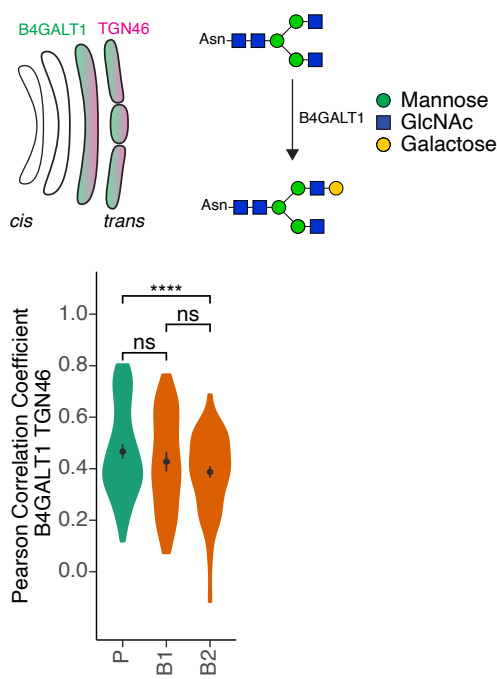 B4GALT1 TGN46
cis
trans
Asn
B4GALT1
Asn
Mannose
GlcNAc
Galactose
Pearson Correlation Coefficient
B4GALT1 TGN46
1.0
0.8
0.6
0.4
0.2
0.0
****
ns
ns
P
B1
B2